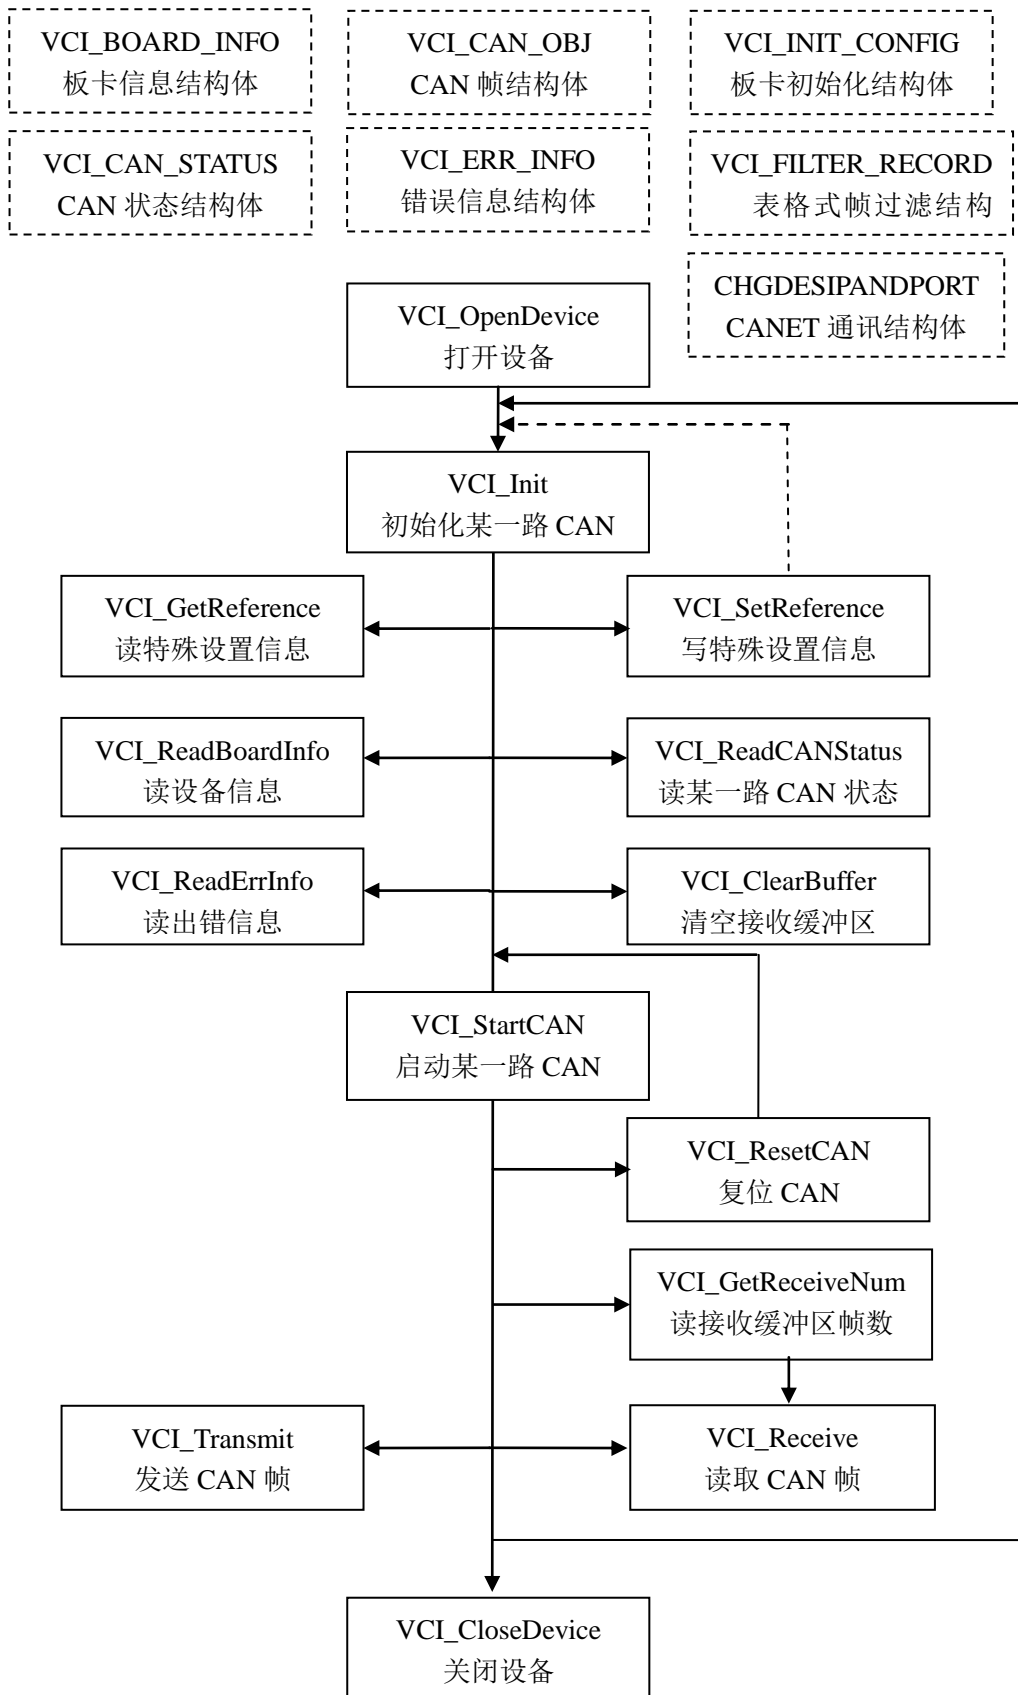 VCI_BOARD_INFO
板卡信息结构体
VCI_CAN_OBJ
CAN 帧结构体
VCI_INIT_CONFIG
板卡初始化结构体
VCI_CAN_STATUS
CAN 状态结构体
VCI_ERR_INFO
错误信息结构体
VCI_FILTER_RECORD
表格式帧过滤结构
CHGDESIPANDPORT
CANET 通讯结构体
VCI_OpenDevice
打开设备
VCI_Init
初始化某一路 CAN
VCI_GetReference
读特殊设置信息
VCI_SetReference
写特殊设置信息
VCI_ReadBoardInfo
读设备信息
VCI_ReadCANStatus
读某一路 CAN 状态
VCI_ReadErrInfo
读出错信息
VCI_ClearBuffer
清空接收缓冲区
VCI_StartCAN
启动某一路 CAN
VCI_ResetCAN
复位 CAN
VCI_GetReceiveNum
读接收缓冲区帧数
VCI_Transmit
发送 CAN 帧
VCI_Receive
读取 CAN 帧
VCI_CloseDevice
关闭设备